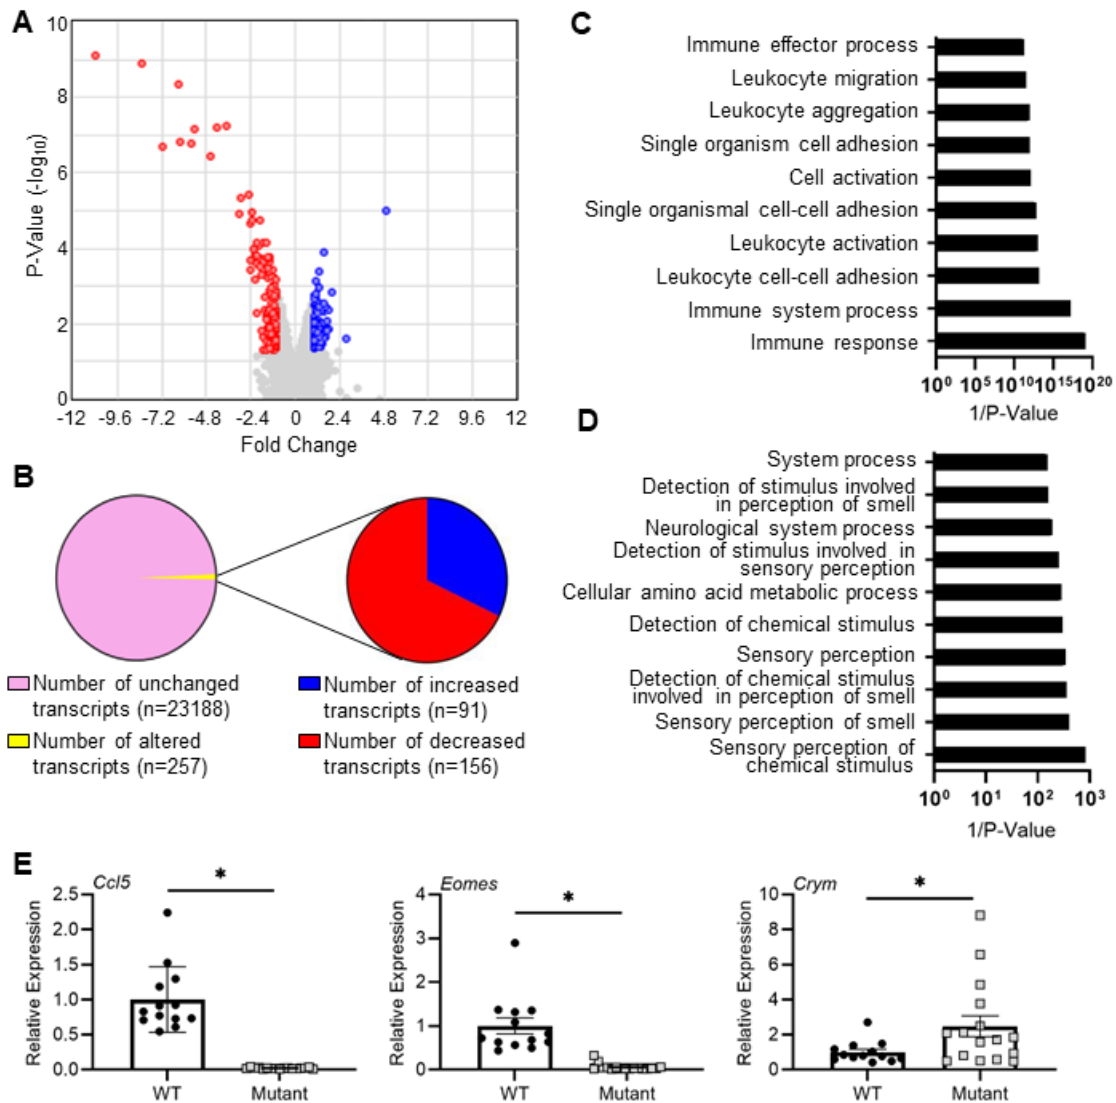 A
10
8
6
4
2
0
P-Value (-log10)
-12 -9.6 -7.2 -4.8 -2.4 0 2.4 4.8 7.2 9.6 12
Fold Change
B
Number of unchanged
transcripts (n=23188)
Number of altered
transcripts (n=257)
Number of increased
transcripts (n=91)
Number of decreased
transcripts (n=156)
C
Immune effector process
Leukocyte migration
Leukocyte aggregation
Single organism cell adhesion
Cell activation
Single organismal cell-cell adhesion
Leukocyte activation
Leukocyte cell-cell adhesion
Immune system process
Immune response
10⁰ 10⁵ 10¹⁰ 10¹⁵ 10²⁰
1/P-Value
D
System process
Detection of stimulus involved
in perception of smell
Neurological system process
Detection of stimulus involved in
sensory perception
Cellular amino acid metabolic process
Detection of chemical stimulus
Sensory perception
Detection of chemical stimulus
involved in perception of smell
Sensory perception of smell
Sensory perception of
chemical stimulus
10⁰ 10¹ 10² 10³
1/P-Value
E
Ccl5
*
2.5
2.0
1.5
1.0
0.5
0.0
Relative Expression
WT Mutant
Eomes
*
4
3
2
1
0
Relative Expression
WT Mutant
Crym
*
10
8
6
4
2
0
Relative Expression
WT Mutant